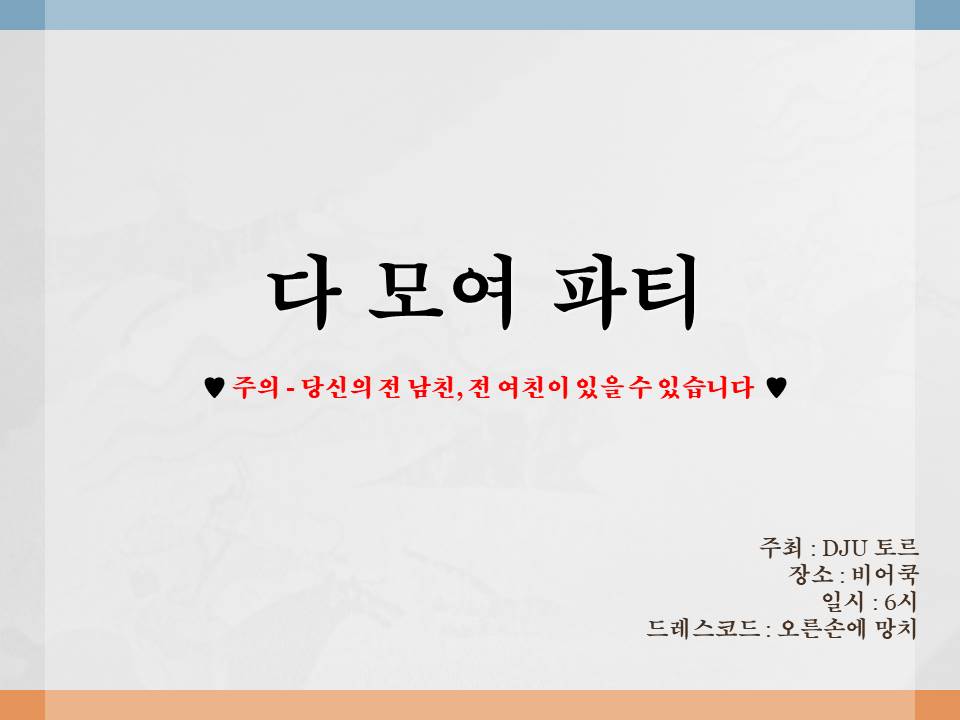 다 모여 파티
♥ 주의 - 당신의 전 남친, 전 여친이 있을 수 있습니다 ♥
주최 : DJU 토르
장소 : 비어쿡
일시 : 6시
드레스코드 : 오른손에 망치